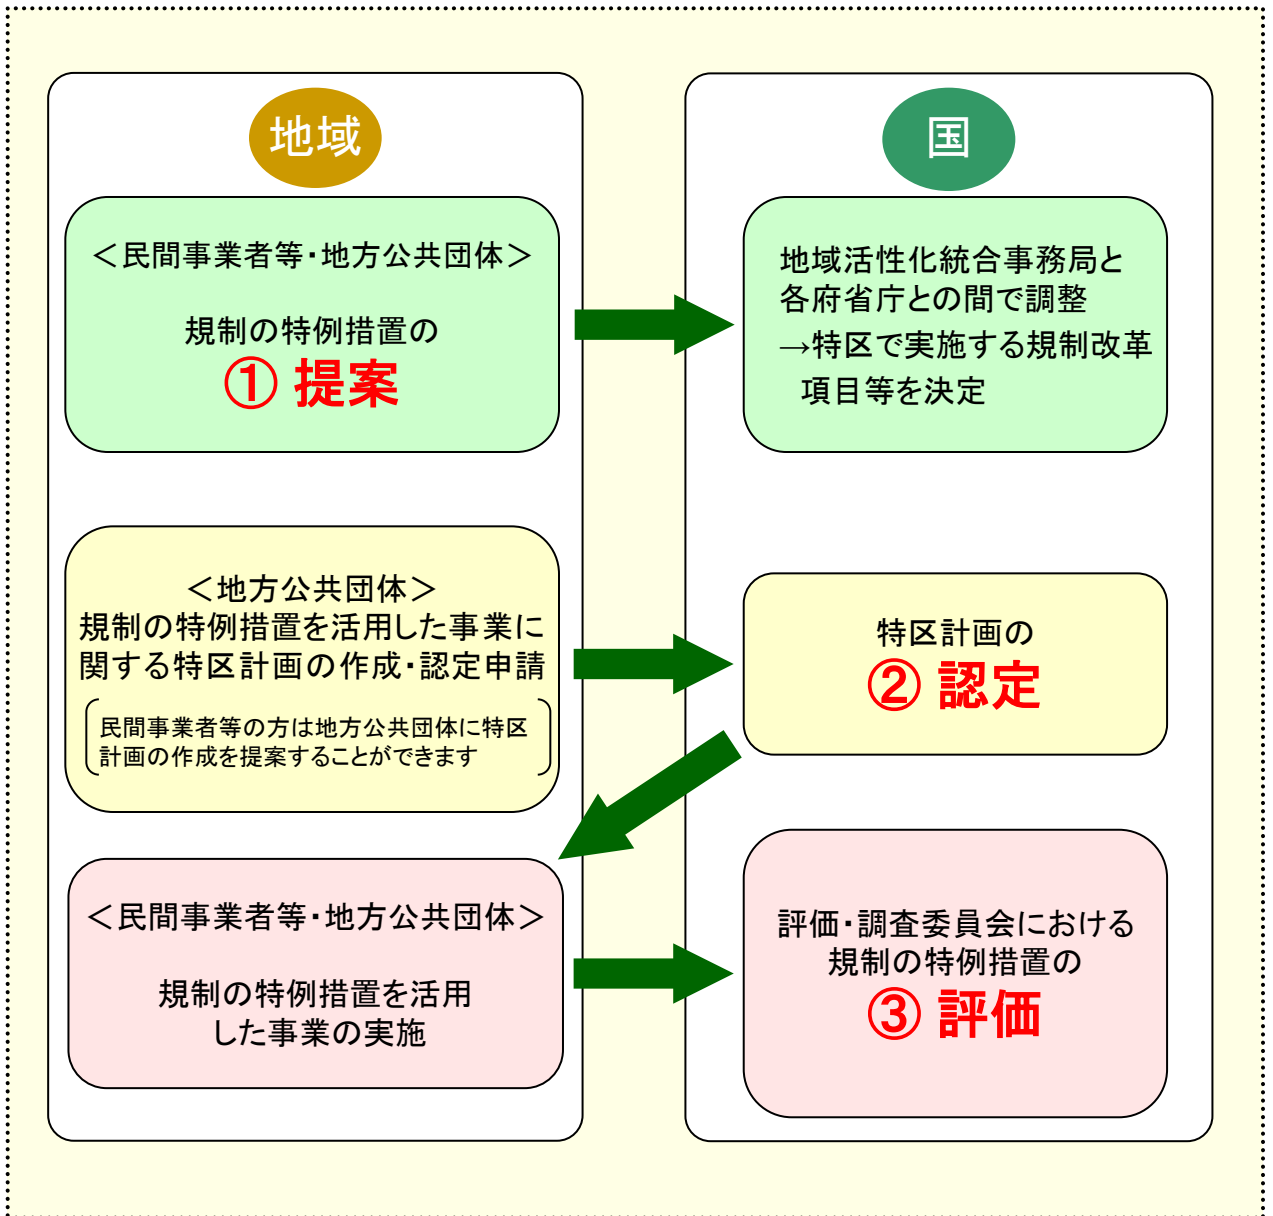 地域
＜民間事業者等・地方公共団体＞
規制の特例措置の
① 提案
＜地方公共団体＞
規制の特例措置を活用した事業に
関する特区計画の作成・認定申請
民間事業者等の方は地方公共団体に特区
計画の作成を提案することができます
＜民間事業者等・地方公共団体＞
規制の特例措置を活用
した事業の実施
国
地域活性化統合事務局と
各府省庁との間で調整
→特区で実施する規制改革
項目等を決定
特区計画の
② 認定
評価・調査委員会における
規制の特例措置の
③ 評価